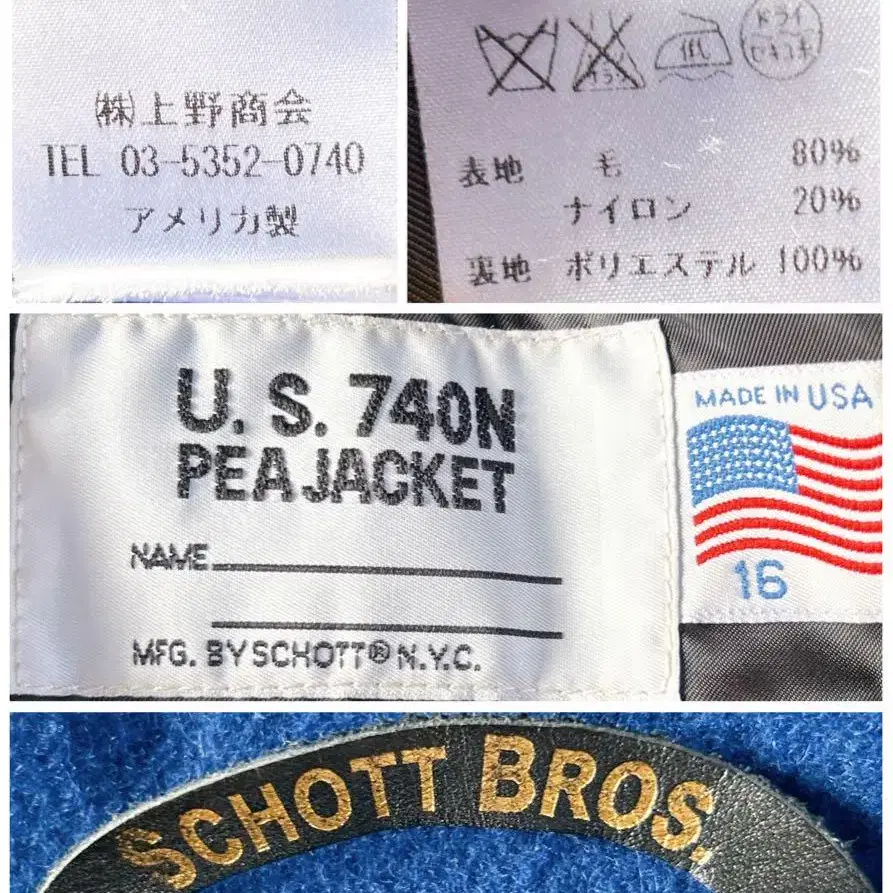 ㈱上野商会
TEL 03-5352-0740
アメリカ製
低
ドライ
セキユ系
表地 毛 80%
ナイロン 20%
裏地 ポリエステル 100%
U.S. 740N
PEA JACKET
NAME
MFG. BY SCHOTT® N.Y.C.
MADE IN USA
16
SCHOTT BROS.